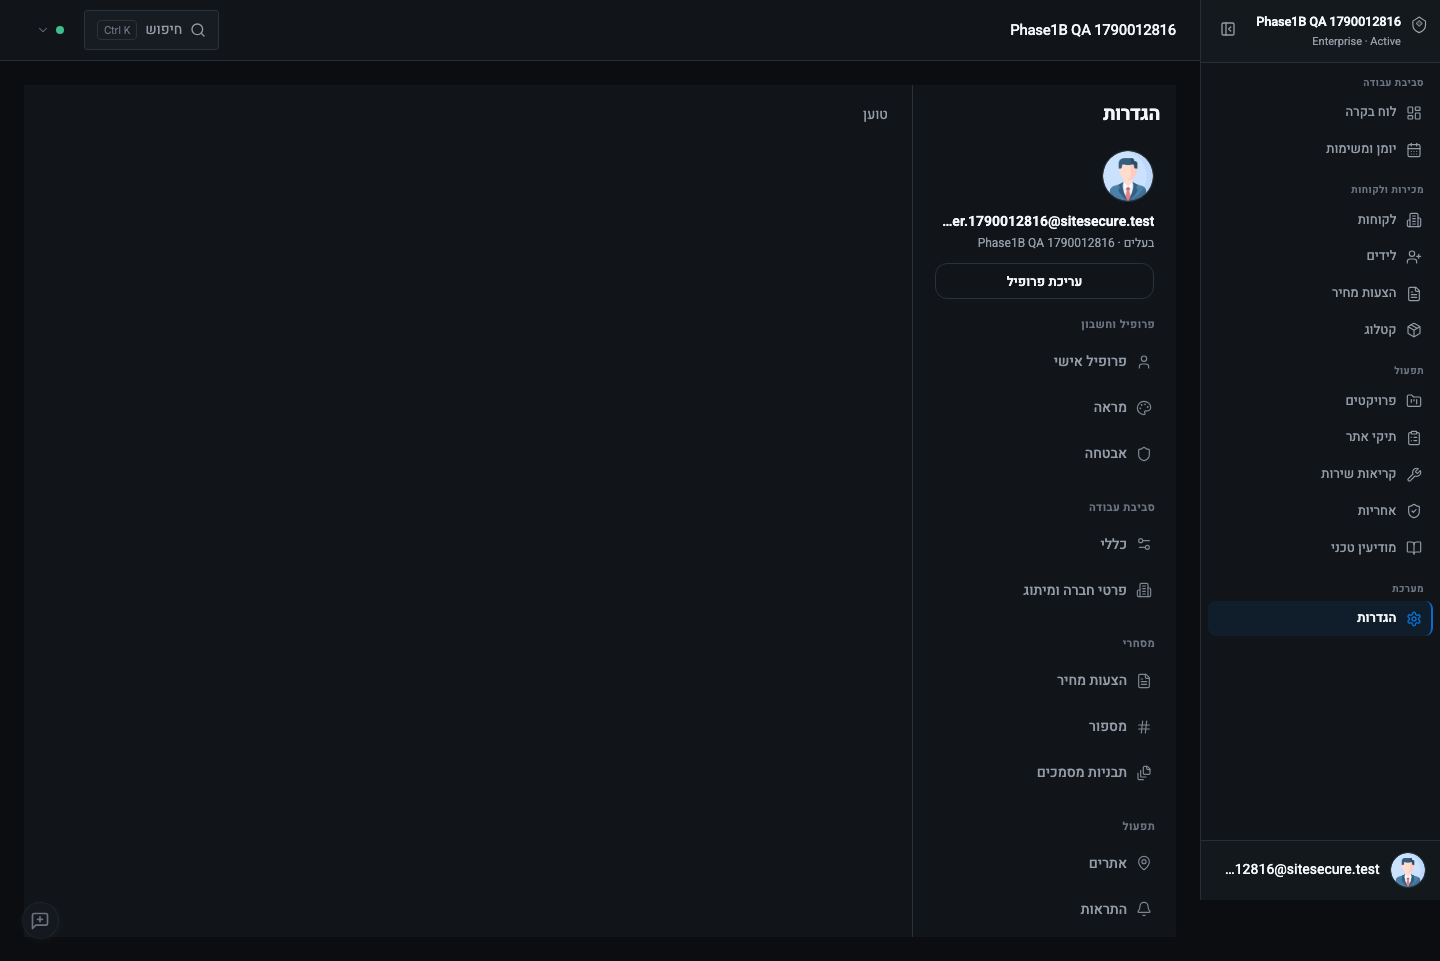 Phase1B QA 1790012816
Enterprise · Active
סביבת עבודה
לוח בקרה
יומן ומשימות
מכירות ולקוחות
לקוחות
לידים
הצעות מחיר
קטלוג
תפעול
פרויקטים
תיקי אתר
קריאות שירות
אחריות
מודיעין טכני
מערכת
הגדרות
...12816@sitesecure.test
Phase1B QA 1790012816
חיפוש Ctrl K
הגדרות
...er.1790012816@sitesecure.test
בעלים · Phase1B QA 1790012816
עריכת פרופיל
פרופיל וחשבון
פרופיל אישי
מראה
אבטחה
סביבת עבודה
כללי
פרטי חברה ומיתוג
מסחרי
הצעות מחיר
מספור
תבניות מסמכים
תפעול
אתרים
התראות
טוען